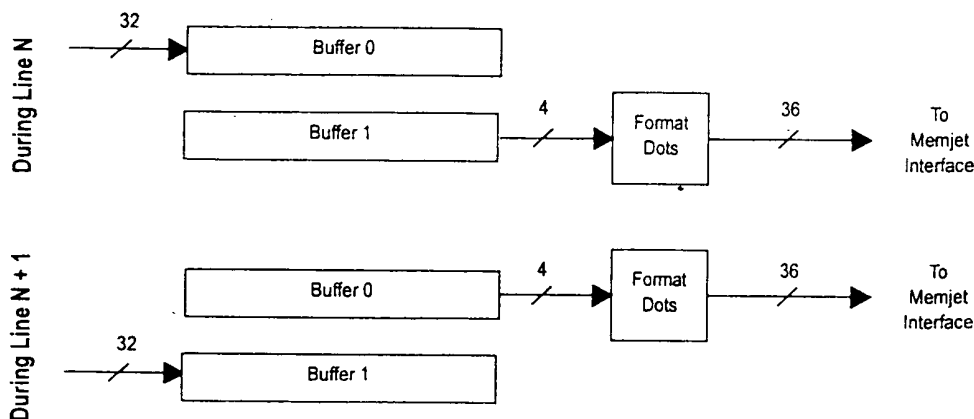 During Line N
32
Buffer 0
Buffer 1
4
Format
Dots
36
To
Memjet
Interface
During Line N + 1
Buffer 0
4
Format
Dots
36
To
Memjet
Interface
32
Buffer 1